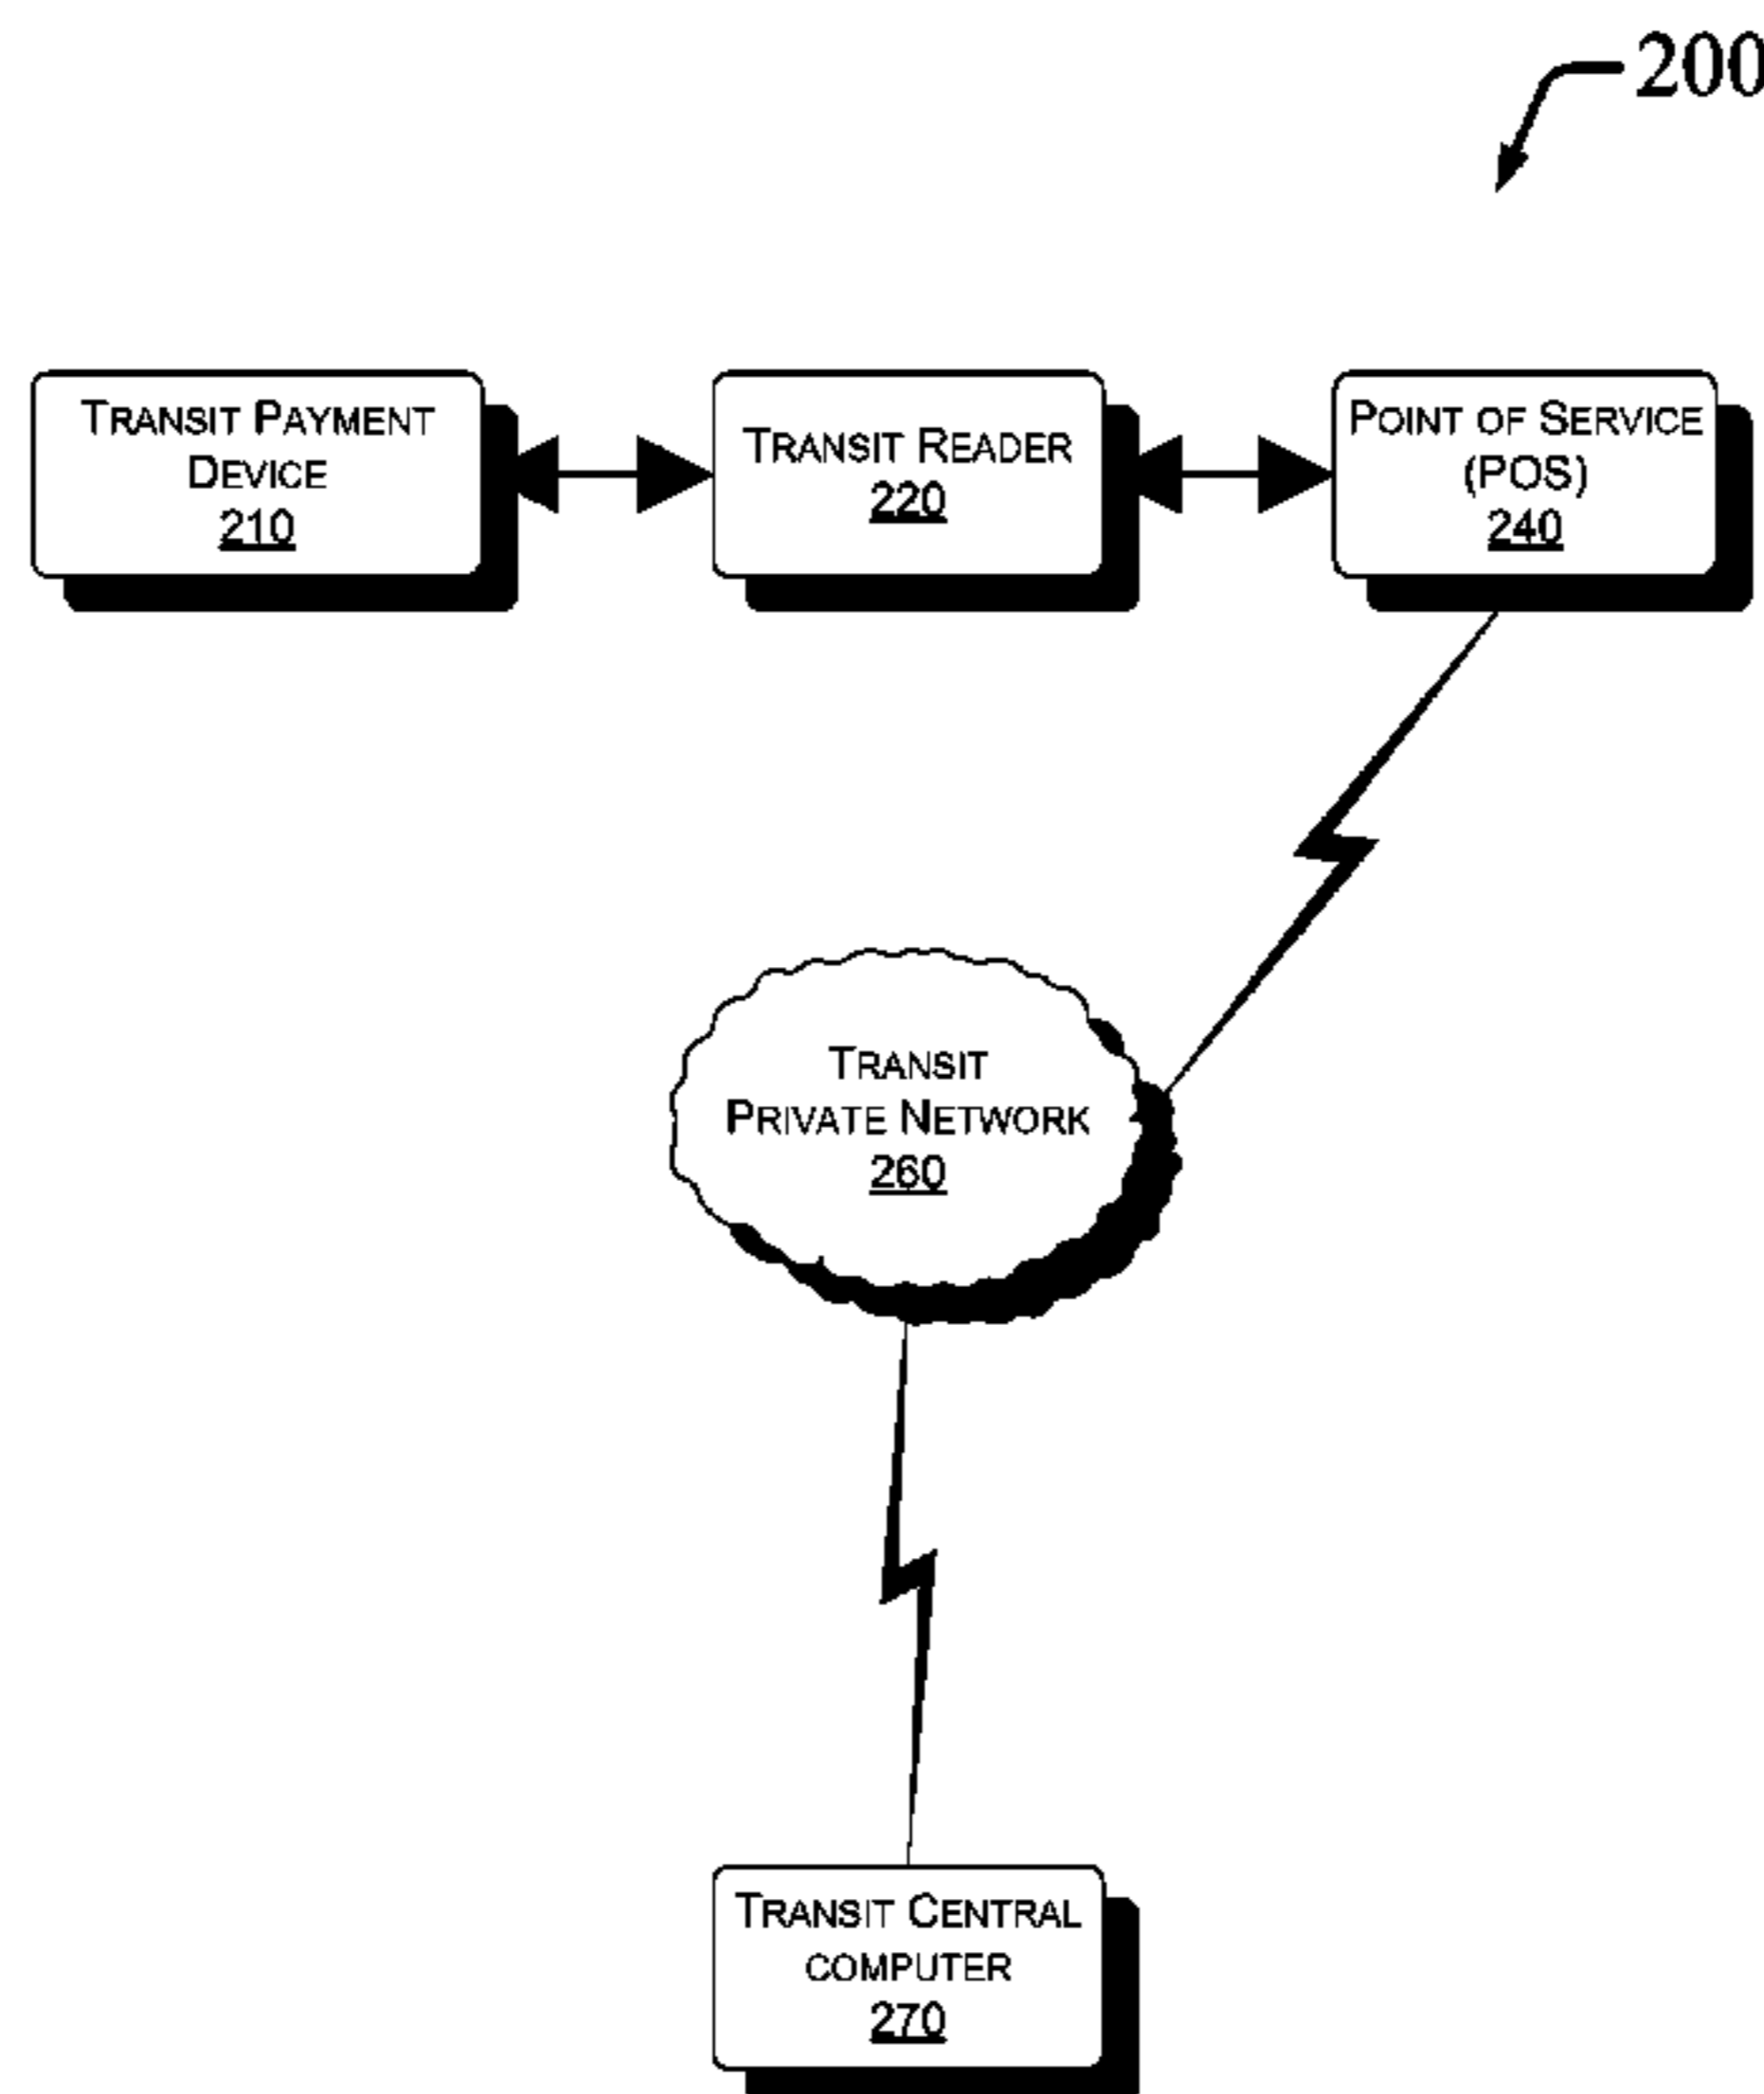 200
TRANSIT PAYMENT
DEVICE
210
TRANSIT READER
220
POINT OF SERVICE
(POS)
240
TRANSIT
PRIVATE NETWORK
260
TRANSIT CENTRAL
COMPUTER
270